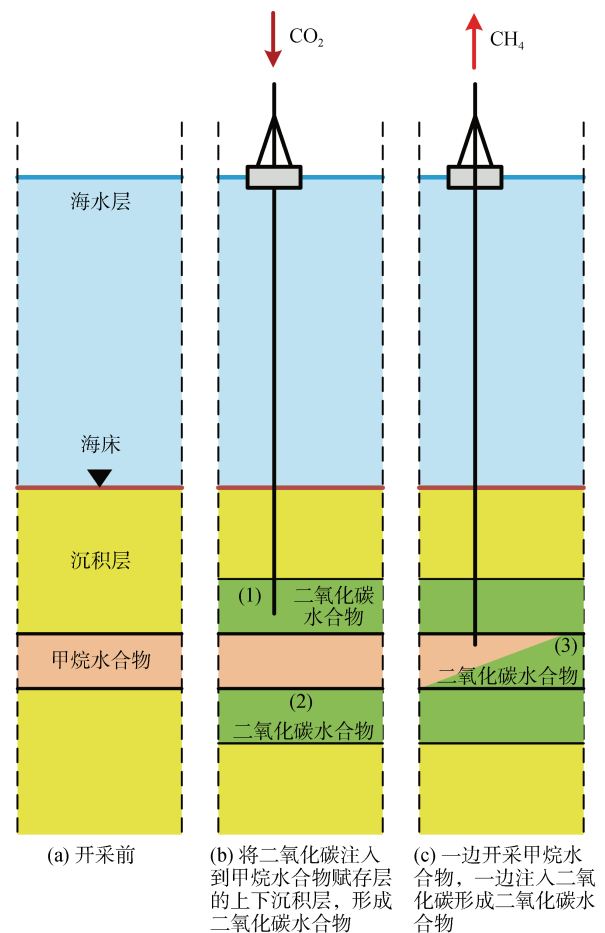 CO₂
CH₄
海水层
海床
沉积层
甲烷水合物
(1)
二氧化碳
水合物
(2)
二氧化碳水合物
(3)
二氧化碳水合物
(a) 开采前
(b) 将二氧化碳注入
到甲烷水合物赋存层
的上下沉积层，形成
二氧化碳水合物
(c) 一边开采甲烷水
合物，一边注入二氧
化碳形成二氧化碳水
合物